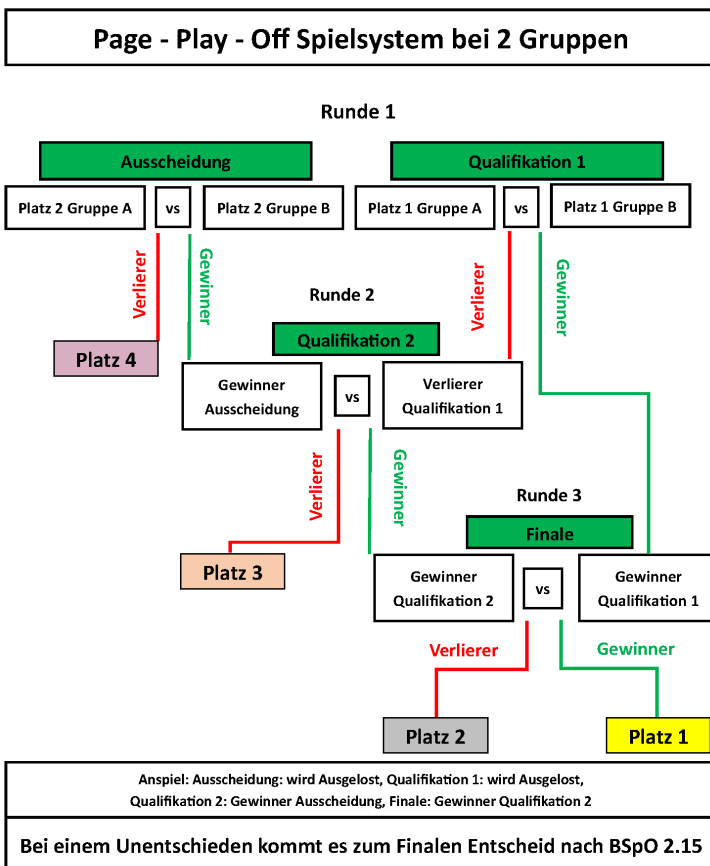 Page - Play - Off Spielsystem bei 2 Gruppen
Runde 1
Ausscheidung
Qualifikation 1
Platz 2 Gruppe A
vs
Platz 2 Gruppe B
Platz 1 Gruppe A
vs
Platz 1 Gruppe B
Verlierer
Gewinner
Verlierer
Gewinner
Runde 2
Qualifikation 2
Platz 4
Gewinner
Ausscheidung
vs
Verlierer
Qualifikation 1
Verlierer
Gewinner
Runde 3
Finale
Platz 3
Gewinner
Qualifikation 2
vs
Gewinner
Qualifikation 1
Verlierer
Gewinner
Platz 2
Platz 1
Anspiel: Ausscheidung: wird Ausgelost, Qualifikation 1: wird Ausgelost,
Qualifikation 2: Gewinner Ausscheidung, Finale: Gewinner Qualifikation 2
Bei einem Unentschieden kommt es zum Finalen Entscheid nach BSpO 2.15